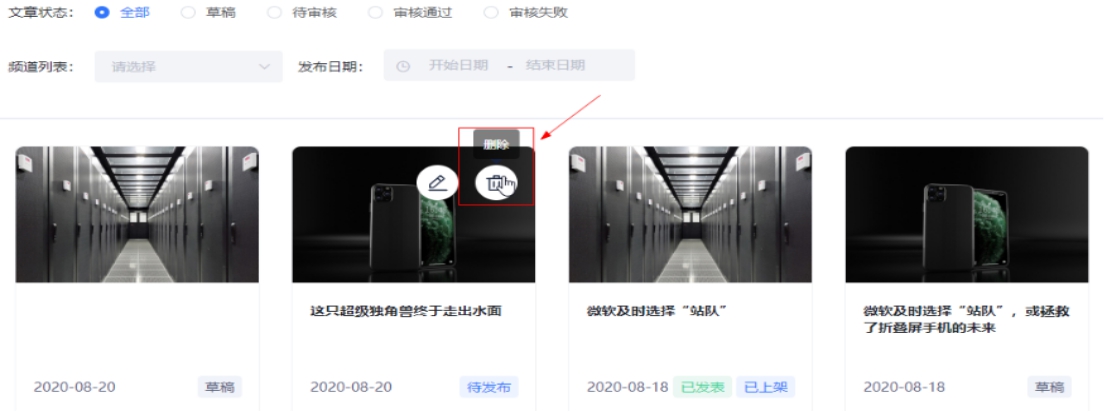 文章状态： 全部 草稿 待审核 审核通过 审核失败
频道列表： 请选择 发布日期： 开始日期 - 结束日期
删除
这只超级独角兽终于走出水面
微软及时选择“站队”
微软及时选择“站队”，或拯救
了折叠屏手机的未来
2020-08-20 草稿
2020-08-20 待发布
2020-08-18 已发表 已上架
2020-08-18 草稿